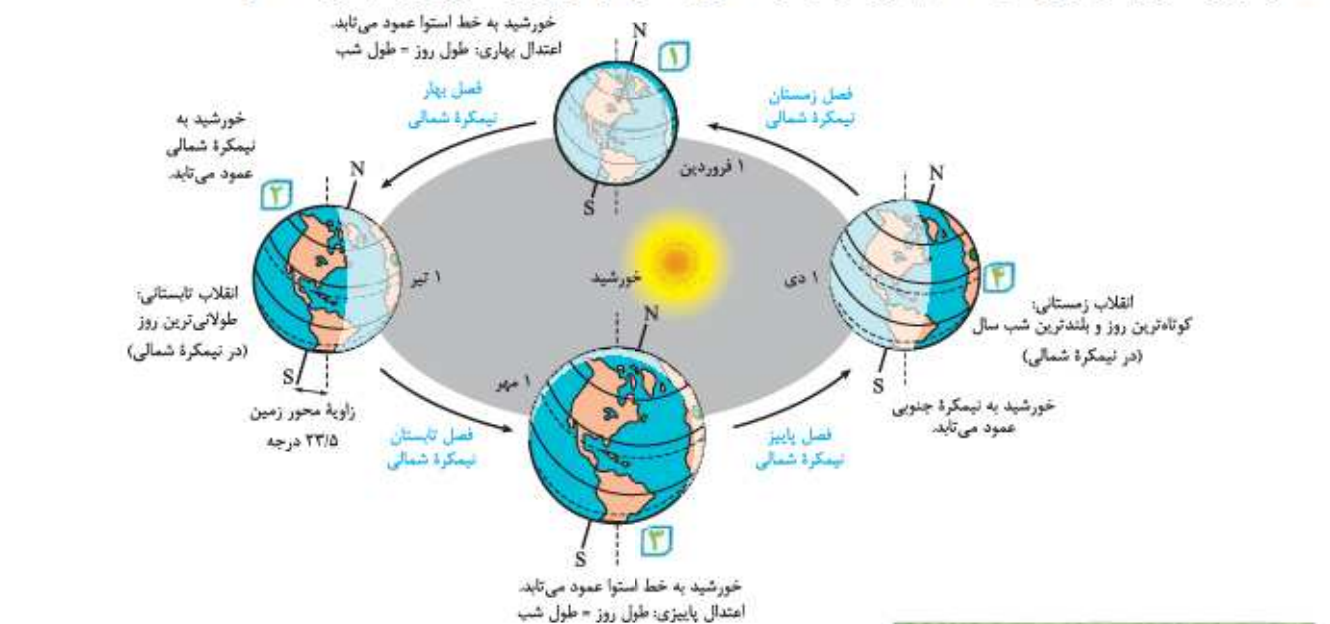 خورشید به خط استوا عمود می‌تابد.
اعتدال بهاری: طول روز = طول شب
N
۱
S
۱ فروردین
فصل بهار
نیمکرهٔ شمالی
فصل زمستان
نیمکرهٔ شمالی
خورشید به
نیمکرهٔ شمالی
عمود می‌تابد.
۲
N
S
۱ تیر
انقلاب تابستانی:
طولانی‌ترین روز
(در نیمکرهٔ شمالی)
زاویهٔ محور زمین
۲۳/۵ درجه
خورشید
N
۴
S
۱ دی
انقلاب زمستانی:
کوتاه‌ترین روز و بلندترین شب سال
(در نیمکرهٔ شمالی)
خورشید به نیمکرهٔ جنوبی
عمود می‌تابد.
فصل تابستان
نیمکرهٔ شمالی
فصل پاییز
نیمکرهٔ شمالی
۱ مهر
N
S
۳
خورشید به خط استوا عمود می‌تابد.
اعتدال پاییزی: طول روز = طول شب